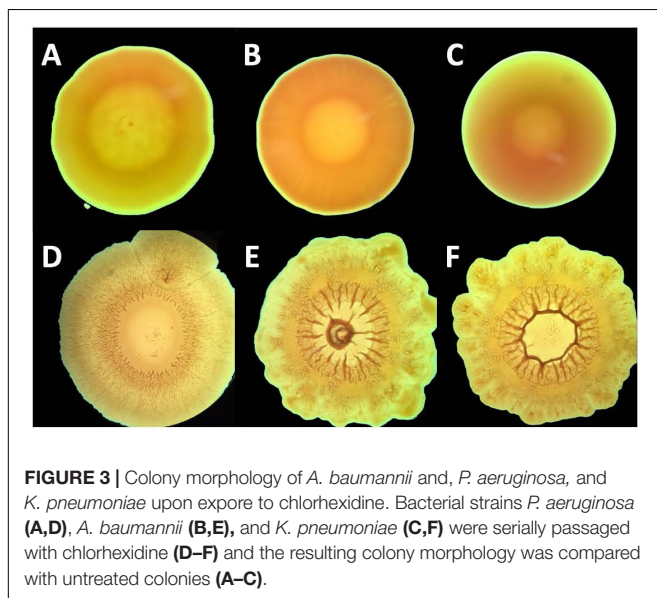 A B C
D E F
FIGURE 3 | Colony morphology of A. baumannii and, P. aeruginosa, and
K. pneumoniae upon expore to chlorhexidine. Bacterial strains P. aeruginosa
(A,D), A. baumannii (B,E), and K. pneumoniae (C,F) were serially passaged
with chlorhexidine (D–F) and the resulting colony morphology was compared
with untreated colonies (A–C).